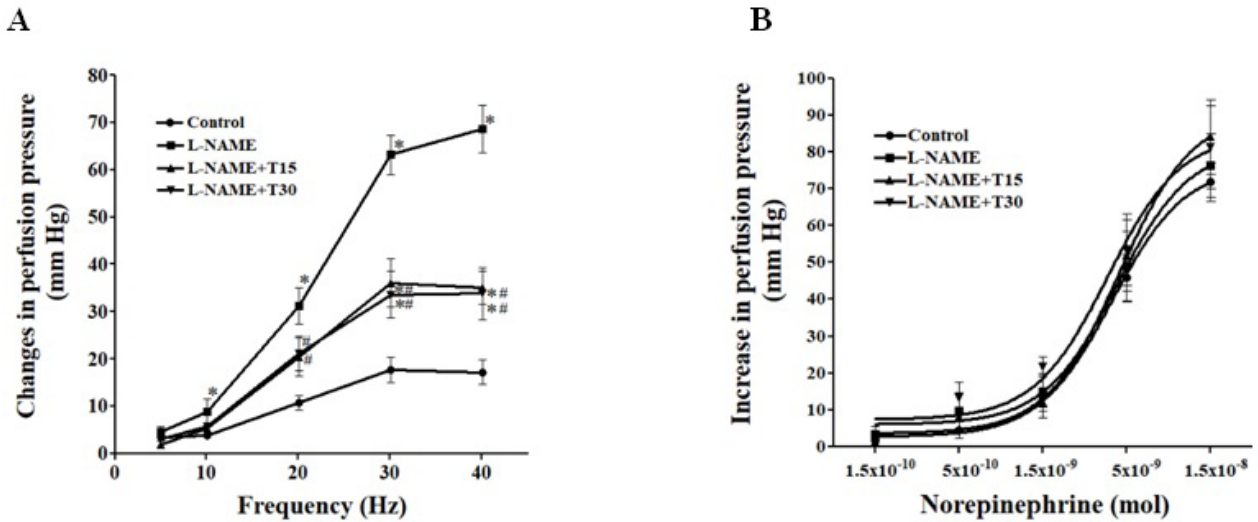 A
Changes in perfusion pressure
(mm Hg)
80
70
60
50
40
30
20
10
0
Control
L-NAME
L-NAME+T15
L-NAME+T30
*
*
*
*
#
#
*#
*#
*#
*#
0
10
20
30
40
Frequency (Hz)
B
Increase in perfusion pressure
(mm Hg)
100
90
80
70
60
50
40
30
20
10
0
Control
L-NAME
L-NAME+T15
L-NAME+T30
1.5x10⁻¹⁰
5x10⁻¹⁰
1.5x10⁻⁹
5x10⁻⁹
1.5x10⁻⁸
Norepinephrine (mol)